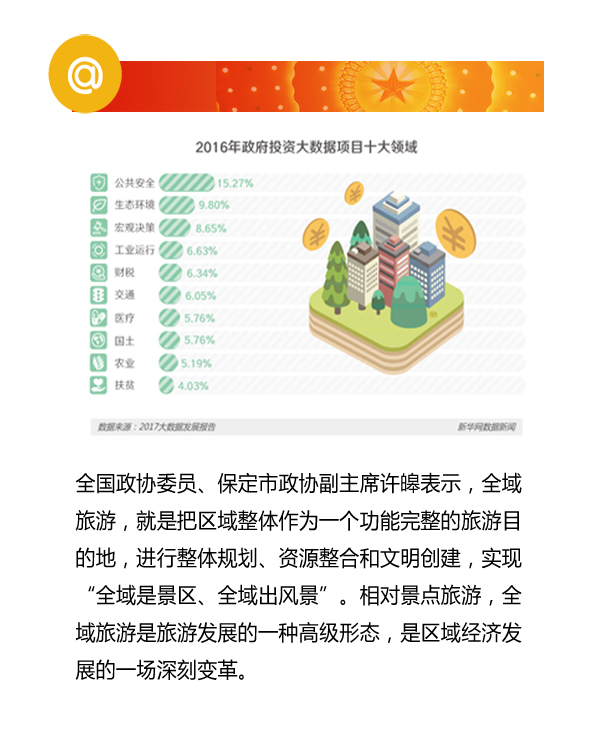 @
2016年政府投资大数据项目十大领域
公共安全 15.27%
生态环境 9.80%
宏观决策 8.65%
工业运行 6.63%
财税 6.34%
交通 6.05%
医疗 5.76%
国土 5.76%
农业 5.19%
扶贫 4.03%
数据来源：2017大数据发展报告 新华网数据新闻
全国政协委员、保定市政协副主席许皞表示，全域
旅游，就是把区域整体作为一个功能完整的旅游目
的地，进行整体规划、资源整合和文明创建，实现
“全域是景区、全域出风景”。相对景点旅游，全
域旅游是旅游发展的一种高级形态，是区域经济发
展的一场深刻变革。